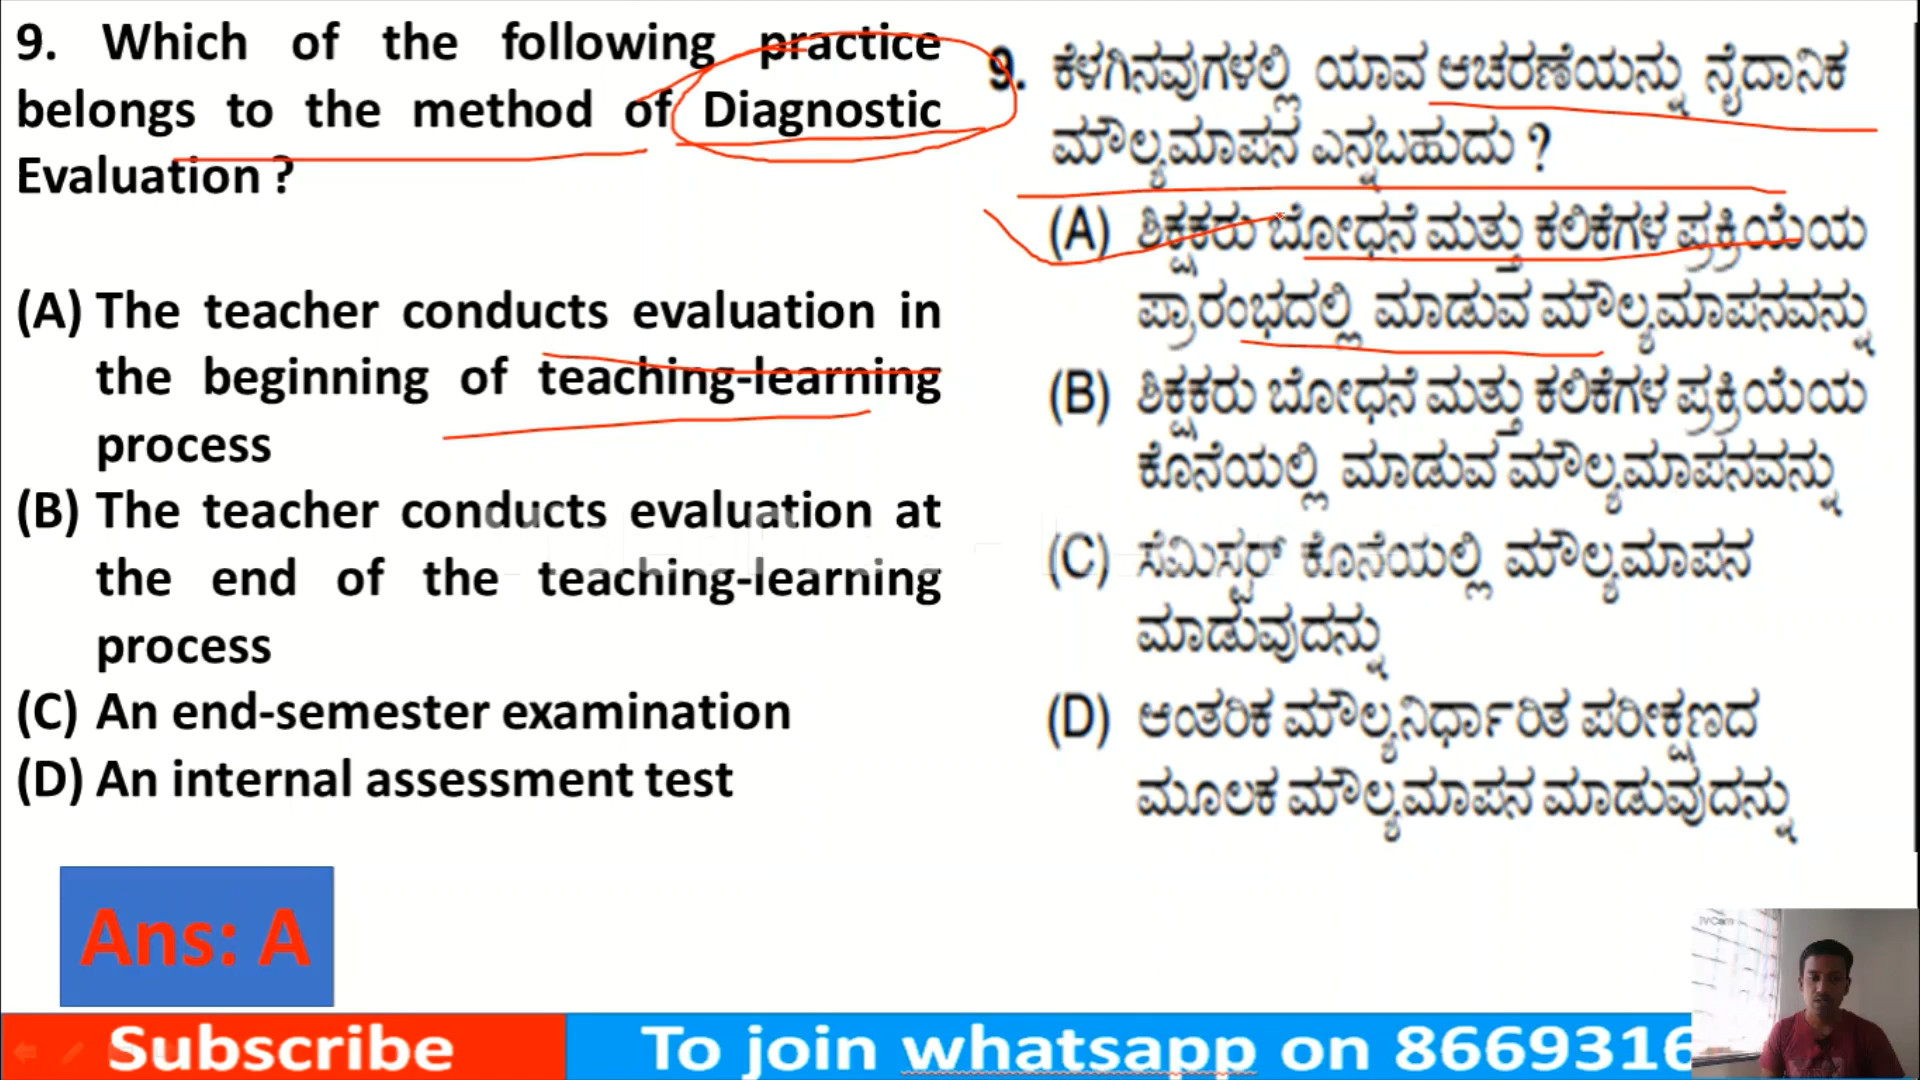 9. Which of the following practice
belongs to the method of Diagnostic
Evaluation ?
(A) The teacher conducts evaluation in
the beginning of teaching-learning
process
(B) The teacher conducts evaluation at
the end of the teaching-learning
process
(C) An end-semester examination
(D) An internal assessment test
Ans: A
9. ಕೆಳಗಿನವುಗಳಲ್ಲಿ ಯಾವ ಆಚರಣೆಯನ್ನು ನೈದಾನಿಕ
ಮೌಲ್ಯಮಾಪನ ಎನ್ನಬಹುದು ?
(A) ಶಿಕ್ಷಕರು ಬೋಧನೆ ಮತ್ತು ಕಲಿಕೆಗಳ ಪ್ರಕ್ರಿಯೆಯ
ಪ್ರಾರಂಭದಲ್ಲಿ ಮಾಡುವ ಮೌಲ್ಯಮಾಪನವನ್ನು
(B) ಶಿಕ್ಷಕರು ಬೋಧನೆ ಮತ್ತು ಕಲಿಕೆಗಳ ಪ್ರಕ್ರಿಯೆಯ
ಕೊನೆಯಲ್ಲಿ ಮಾಡುವ ಮೌಲ್ಯಮಾಪನವನ್ನು
(C) ಸೆಮಿಸ್ಟರ್ ಕೊನೆಯಲ್ಲಿ ಮೌಲ್ಯಮಾಪನ
ಮಾಡುವುದನ್ನು
(D) ಆಂತರಿಕ ಮೌಲ್ಯನಿರ್ಧಾರಿತ ಪರೀಕ್ಷಣದ
ಮೂಲಕ ಮೌಲ್ಯಮಾಪನ ಮಾಡುವುದನ್ನು
Subscribe
To join whatsapp on 8669316